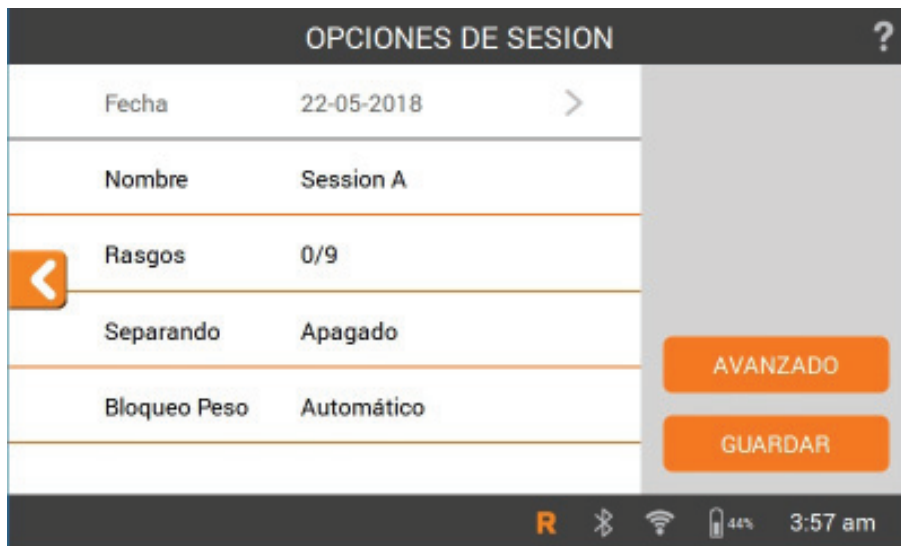 OPCIONES DE SESION ?
Fecha 22-05-2018 >
Nombre Session A
Rasgos 0/9
Separando Apagado
Bloqueo Peso Automático
AVANZADO
GUARDAR
R 44% 3:57 am